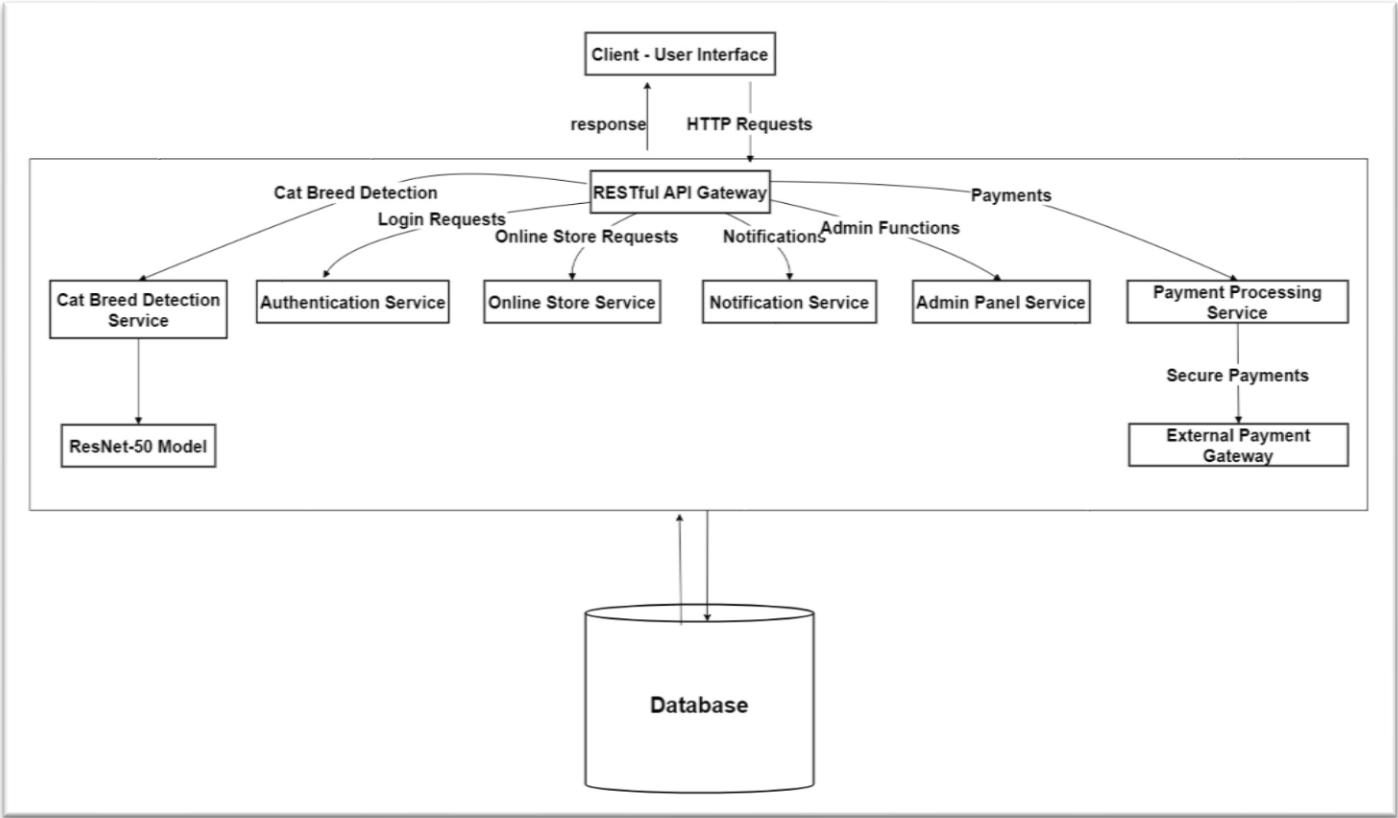 Client - User Interface
response
HTTP Requests
RESTful API Gateway
Cat Breed Detection
Login Requests
Online Store Requests
Notifications
Admin Functions
Payments
Cat Breed Detection
Service
Authentication Service
Online Store Service
Notification Service
Admin Panel Service
Payment Processing
Service
Secure Payments
ResNet-50 Model
External Payment
Gateway
Database